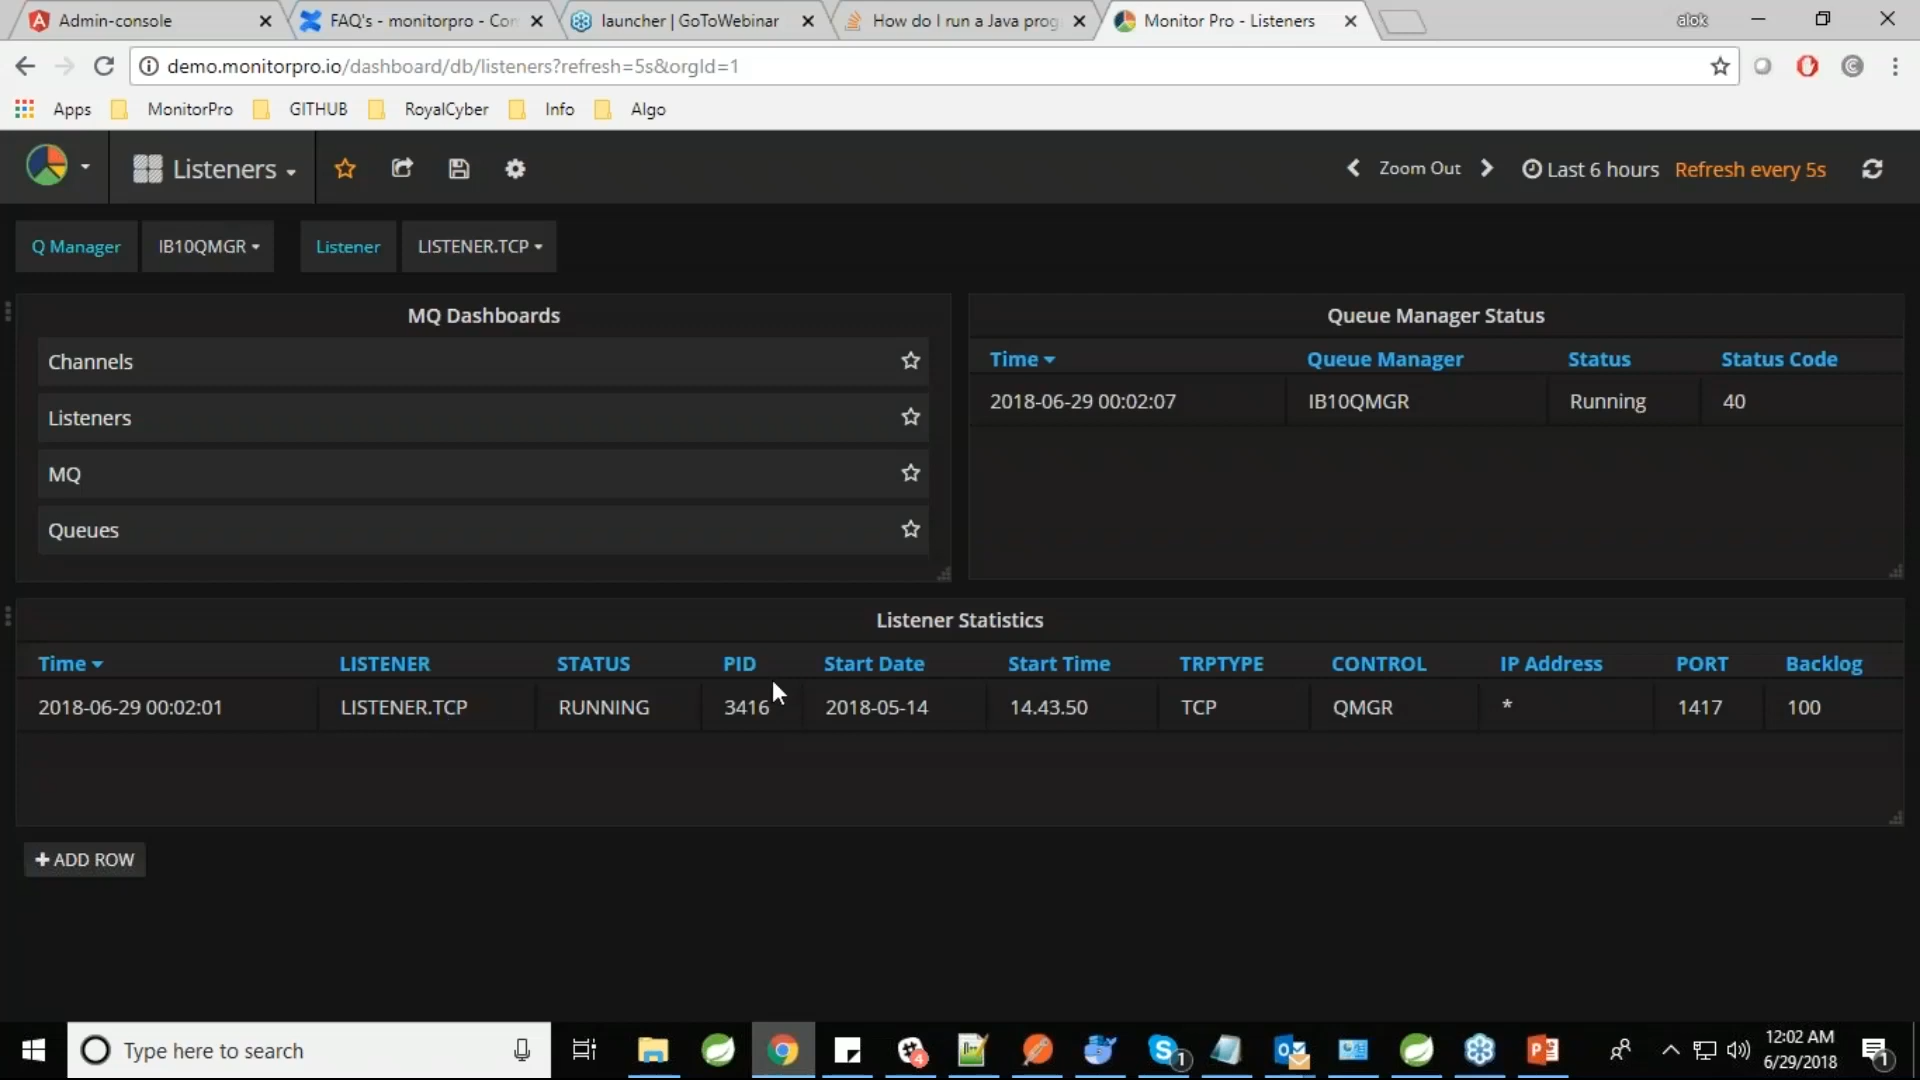 Admin-console
FAQ's - monitorpro - Con
launcher | GoToWebinar
How do I run a Java prog
Monitor Pro - Listeners
alok
demo.monitorpro.io/dashboard/db/listeners?refresh=5s&orgId=1
Apps
MonitorPro
GITHUB
RoyalCyber
Info
Algo
Listeners
Zoom Out
Last 6 hours
Refresh every 5s
Q Manager
IB10QMGR
Listener
LISTENER.TCP
MQ Dashboards
Channels
Listeners
MQ
Queues
Queue Manager Status
Time Queue Manager Status Status Code
2018-06-29 00:02:07 IB10QMGR Running 40
Listener Statistics
Time LISTENER STATUS PID Start Date Start Time TRPTYPE CONTROL IP Address PORT Backlog
2018-06-29 00:02:01 LISTENER.TCP RUNNING 3416 2018-05-14 14.43.50 TCP QMGR * 1417 100
+ ADD ROW
Type here to search
4
1
12:02 AM
6/29/2018
1